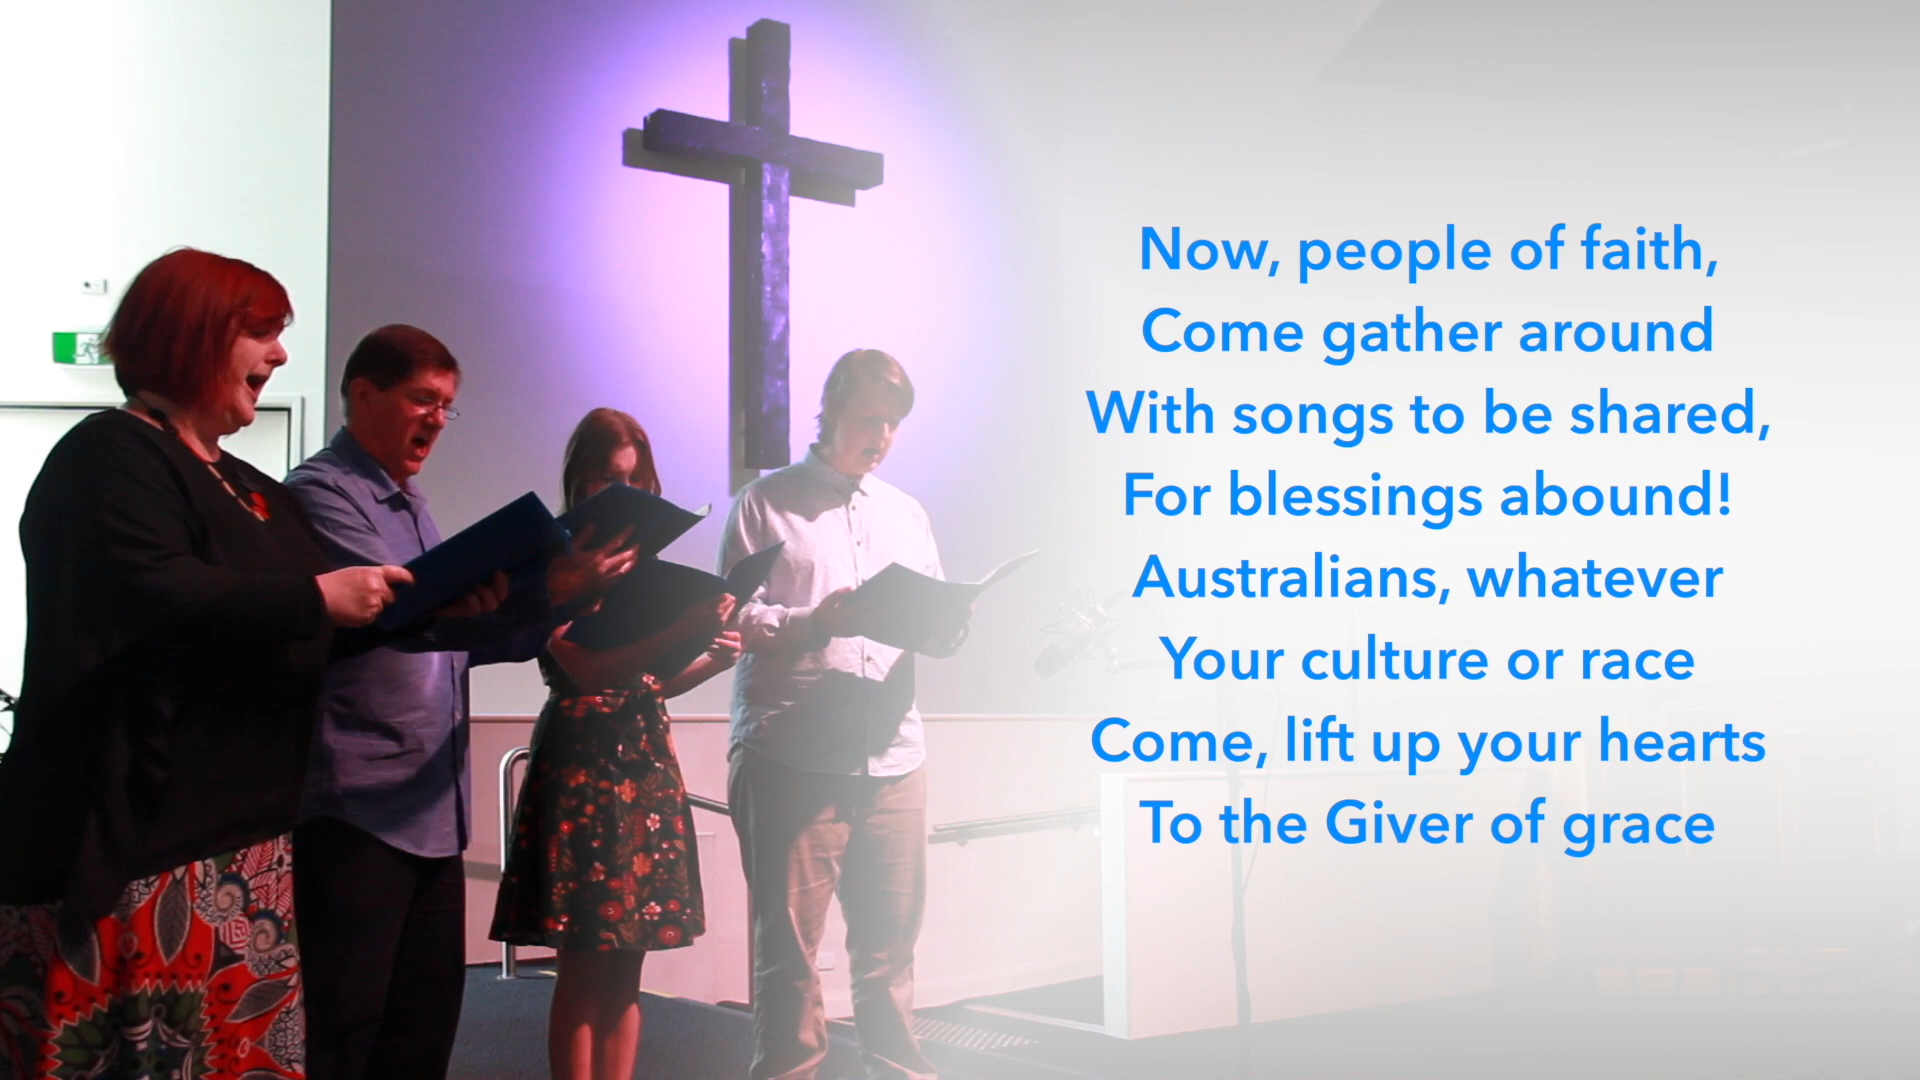 Now, people of faith,
Come gather around
With songs to be shared,
For blessings abound!
Australians, whatever
Your culture or race
Come, lift up your hearts
To the Giver of grace